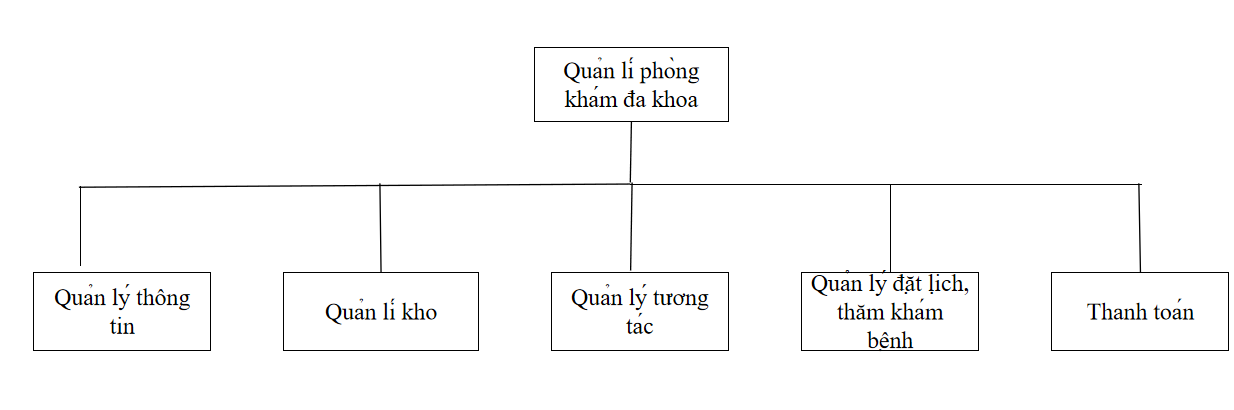 Quản lí phòng
khám đa khoa
Quản lý thông
tin
Quản lí kho
Quản lý tương
tác
Quản lý đặt lịch,
thăm khám
bệnh
Thanh toán